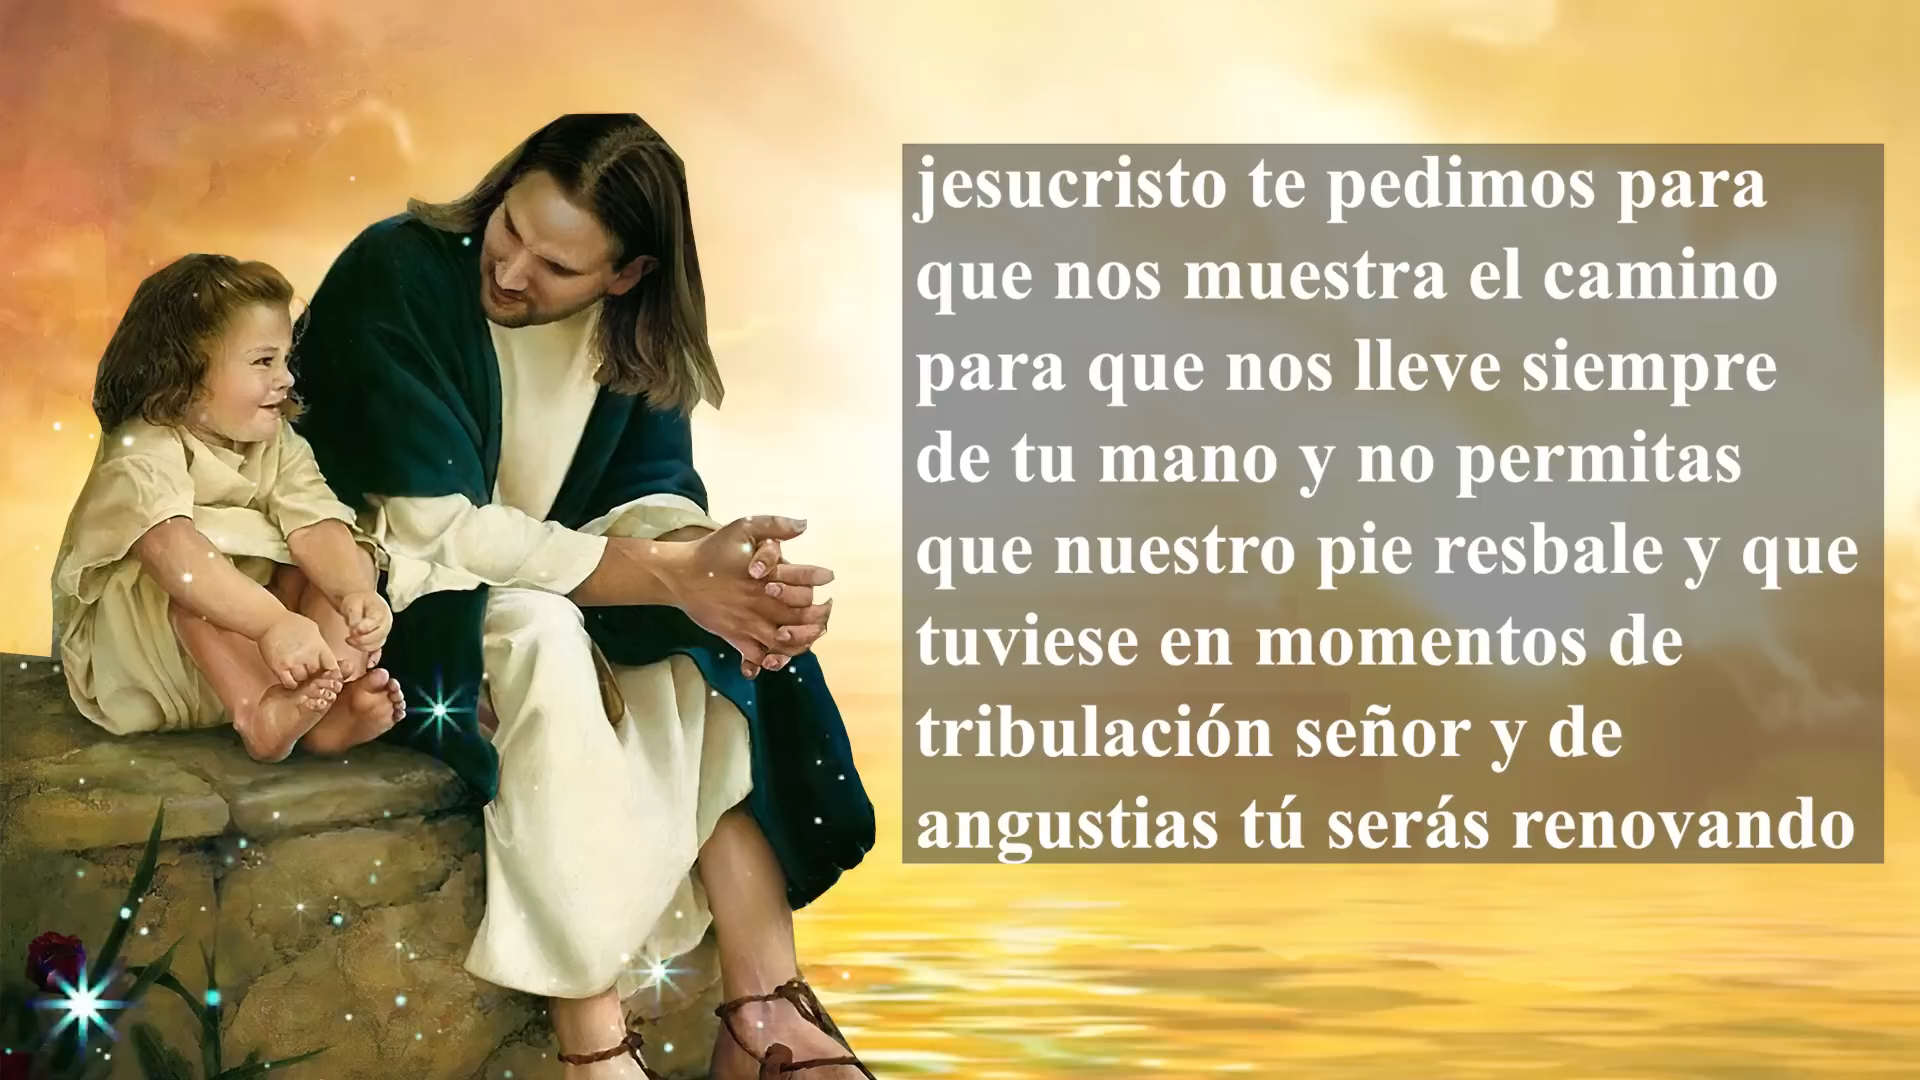 jesucristo te pedimos para
que nos muestra el camino
para que nos lleve siempre
de tu mano y no permitas
que nuestro pie resbale y que
tuviese en momentos de
tribulación señor y de
angustias tú serás renovando